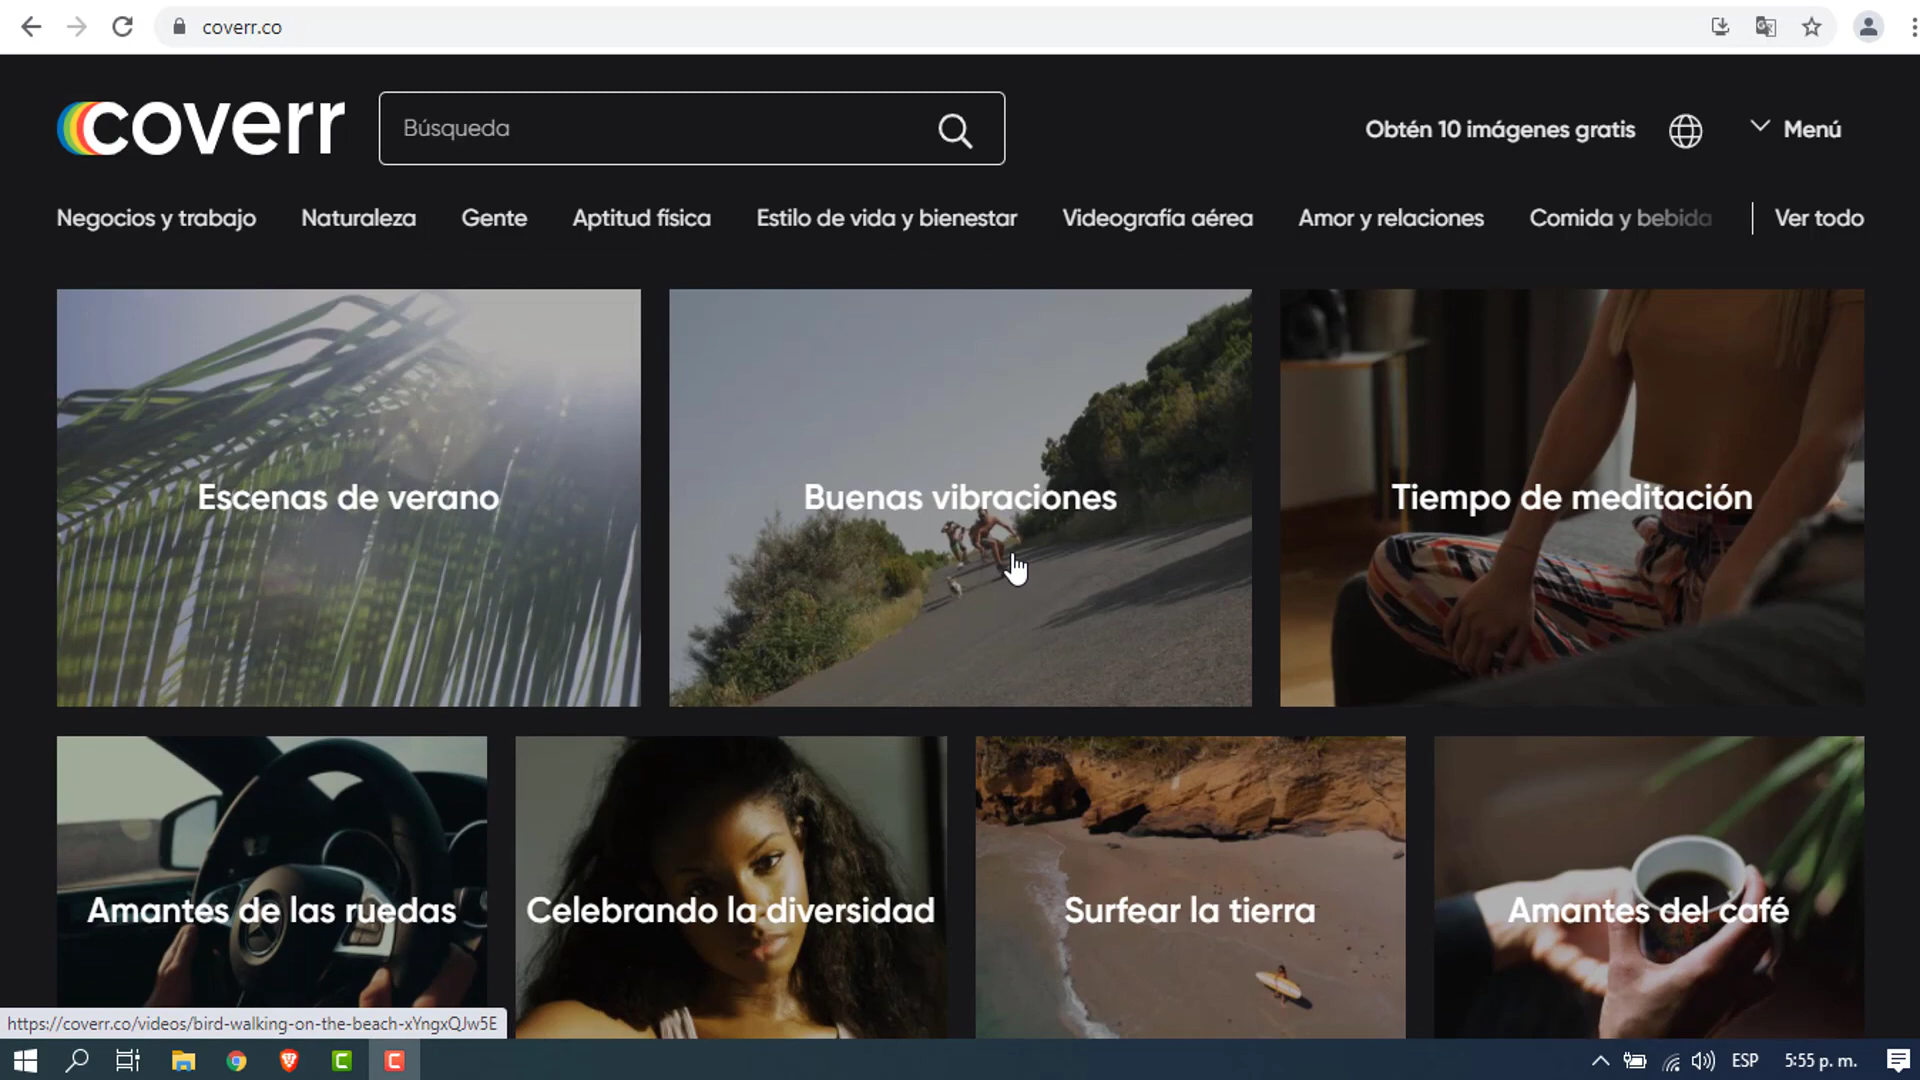 coverr.co
coverr
Búsqueda
Obtén 10 imágenes gratis
Menú
Negocios y trabajo
Naturaleza
Gente
Aptitud física
Estilo de vida y bienestar
Videografía aérea
Amor y relaciones
Comida y bebida
Ver todo
Escenas de verano
Buenas vibraciones
Tiempo de meditación
Amantes de las ruedas
Celebrando la diversidad
Surfear la tierra
Amantes del café
https://coverr.co/videos/bird-walking-on-the-beach-xYngxQJw5E
ESP
5:55 p. m.